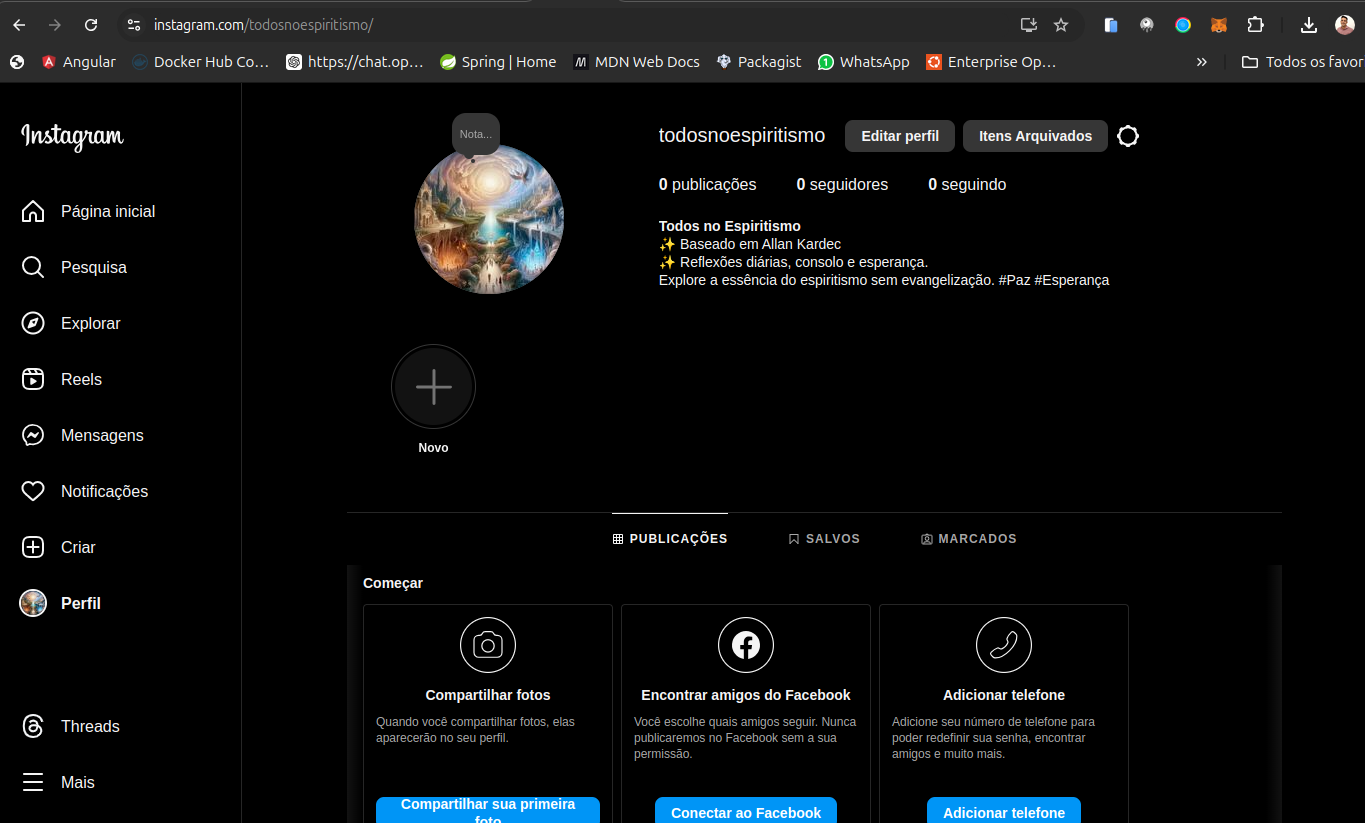 instagram.com/todosnoespiritismo/
Angular
Docker Hub Co…
https://chat.op…
Spring | Home
MDN Web Docs
Packagist
1
WhatsApp
Enterprise Op…
»
Todos os favor
Instagram
Página inicial
Pesquisa
Explorar
Reels
Mensagens
Notificações
Criar
Perfil
Threads
Mais
Nota...
todosnoespiritismo
Editar perfil
Itens Arquivados
0 publicações
0 seguidores
0 seguindo
Todos no Espiritismo
✨ Baseado em Allan Kardec
✨ Reflexões diárias, consolo e esperança.
Explore a essência do espiritismo sem evangelização. #Paz #Esperança
Novo
PUBLICAÇÕES
SALVOS
MARCADOS
Começar
Compartilhar fotos
Quando você compartilhar fotos, elas
aparecerão no seu perfil.
Compartilhar sua primeira
foto
Encontrar amigos do Facebook
Você escolhe quais amigos seguir. Nunca
publicaremos no Facebook sem a sua
permissão.
Conectar ao Facebook
Adicionar telefone
Adicione seu número de telefone para
poder redefinir sua senha, encontrar
amigos e muito mais.
Adicionar telefone